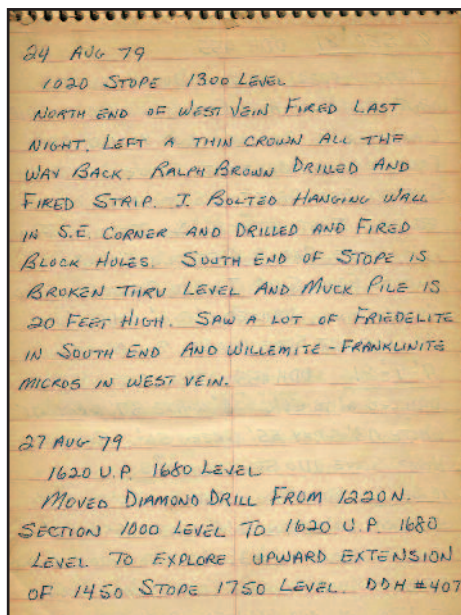 24 AUG 79
1020 STOPE 1300 LEVEL
NORTH END OF WEST VEIN FIRED LAST
NIGHT. LEFT A THIN CROWN ALL THE
WAY BACK. RALPH BROWN DRILLED AND
FIRED STRIP. I BOLTED HANGING WALL
IN S.E. CORNER AND DRILLED AND FIRED
BLOCK HOLES. SOUTH END OF STOPE IS
BROKEN THRU LEVEL AND MUCK PILE IS
20 FEET HIGH. SAW A LOT OF FRIEDELITE
IN SOUTH END AND WILLEMITE-FRANKLINITE
MICROS IN WEST VEIN.
27 AUG 79
1620 U.P. 1680 LEVEL
MOVED DIAMOND DRILL FROM 1220 N.
SECTION 1000 LEVEL TO 1620 U.P. 1680
LEVEL TO EXPLORE UPWARD EXTENSION
OF 1450 STOPE 1750 LEVEL. DDH #407